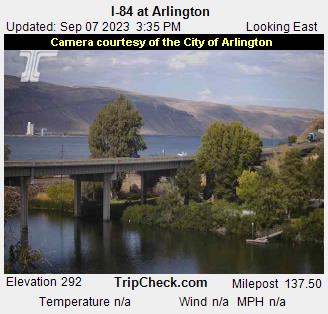 I-84 at Arlington
Updated: Sep 07 2023 3:35 PM Looking East
Camera courtesy of the City of Arlington
Elevation 292 TripCheck.com Milepost 137.50
Temperature n/a Wind n/a MPH n/a